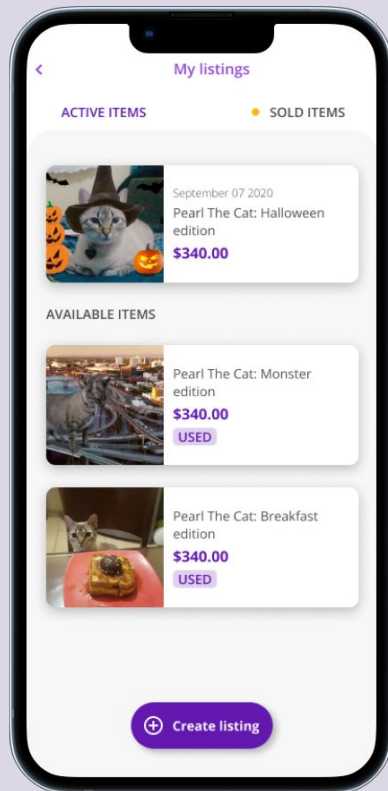 My listings
ACTIVE ITEMS
SOLD ITEMS
September 07 2020
Pearl The Cat: Halloween
edition
$340.00
AVAILABLE ITEMS
Pearl The Cat: Monster
edition
$340.00
USED
Pearl The Cat: Breakfast
edition
$340.00
USED
Create listing